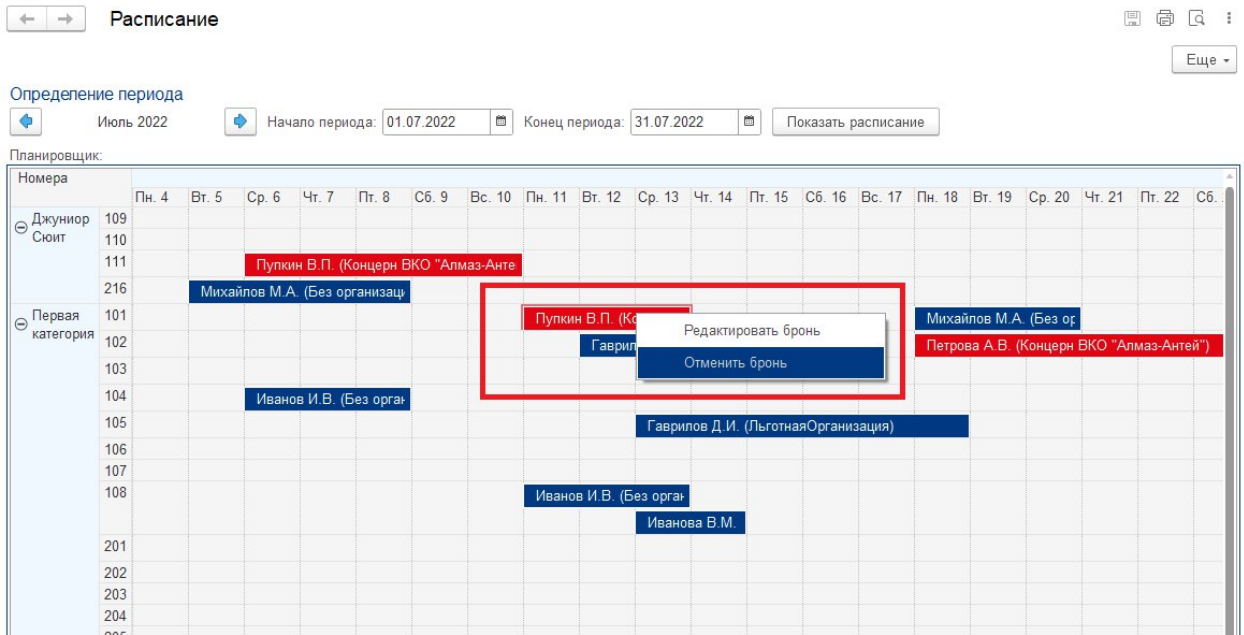 Расписание
Еще
Определение периода
Июль 2022 Начало периода: 01.07.2022 Конец периода: 31.07.2022 Показать расписание
Планировщик:
Номера
Пн. 4 Вт. 5 Ср. 6 Чт. 7 Пт. 8 Сб. 9 Вс. 10 Пн. 11 Вт. 12 Ср. 13 Чт. 14 Пт. 15 Сб. 16 Вс. 17 Пн. 18 Вт. 19 Ср. 20 Чт. 21 Пт. 22 Сб.
Джуниор 109
Сюит 110
111 Пупкин В.П. (Концерн ВКО "Алмаз-Анте
216 Михайлов М.А. (Без организаци
Первая 101 Пупкин В.П. (Ко Михайлов М.А. (Без ор
Редактировать бронь
категория 102 Гаврил Петрова А.В. (Концерн ВКО "Алмаз-Антей")
Отменить бронь
103
104 Иванов И.В. (Без орган
105 Гаврилов Д.И. (ЛьготнаяОрганизация)
106
107
108 Иванов И.В. (Без орган
Иванова В.М.
201
202
203
204